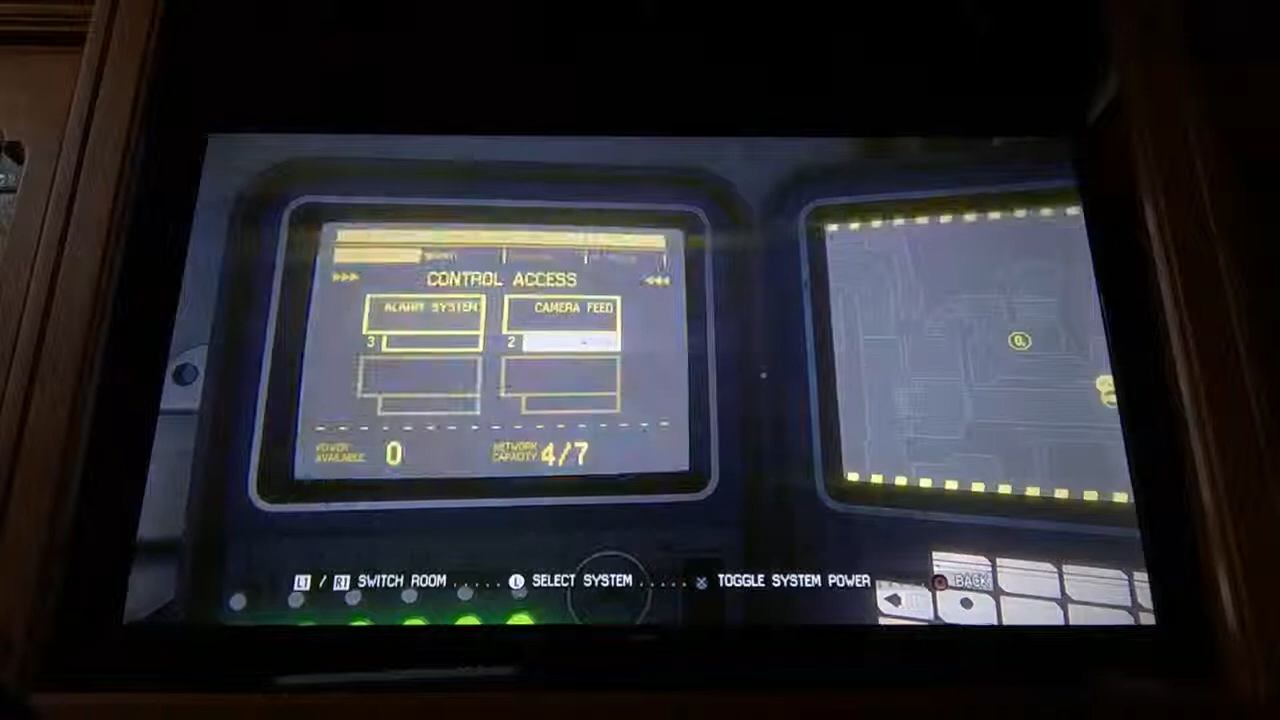 CONTROL ACCESS
ALARM SYSTEM
CAMERA FEED
3
2
POWER AVAILABLE 0
NETWORK CAPACITY 4/7
L1 / R1 SWITCH ROOM ..... L SELECT SYSTEM ..... X TOGGLE SYSTEM POWER ..... BACK